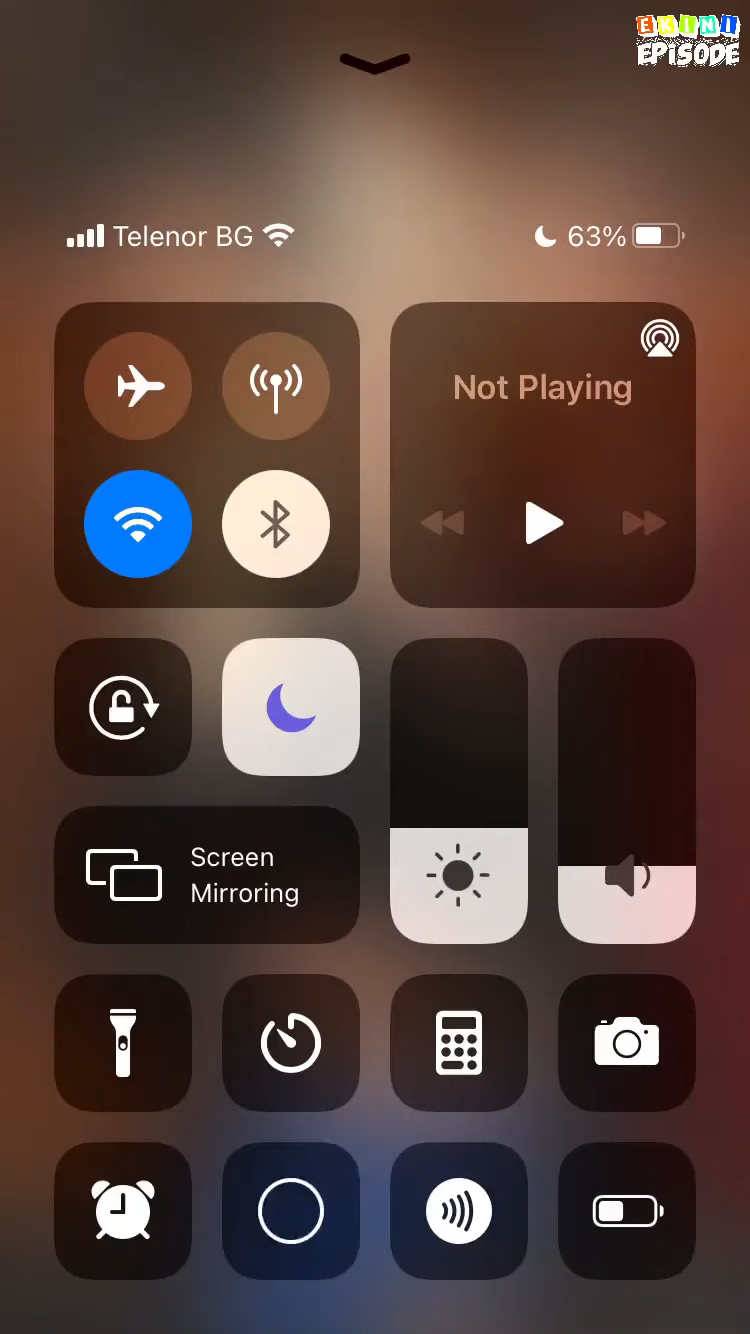 EKINI
EPISODE
Telenor BG
63%
Not Playing
Screen
Mirroring